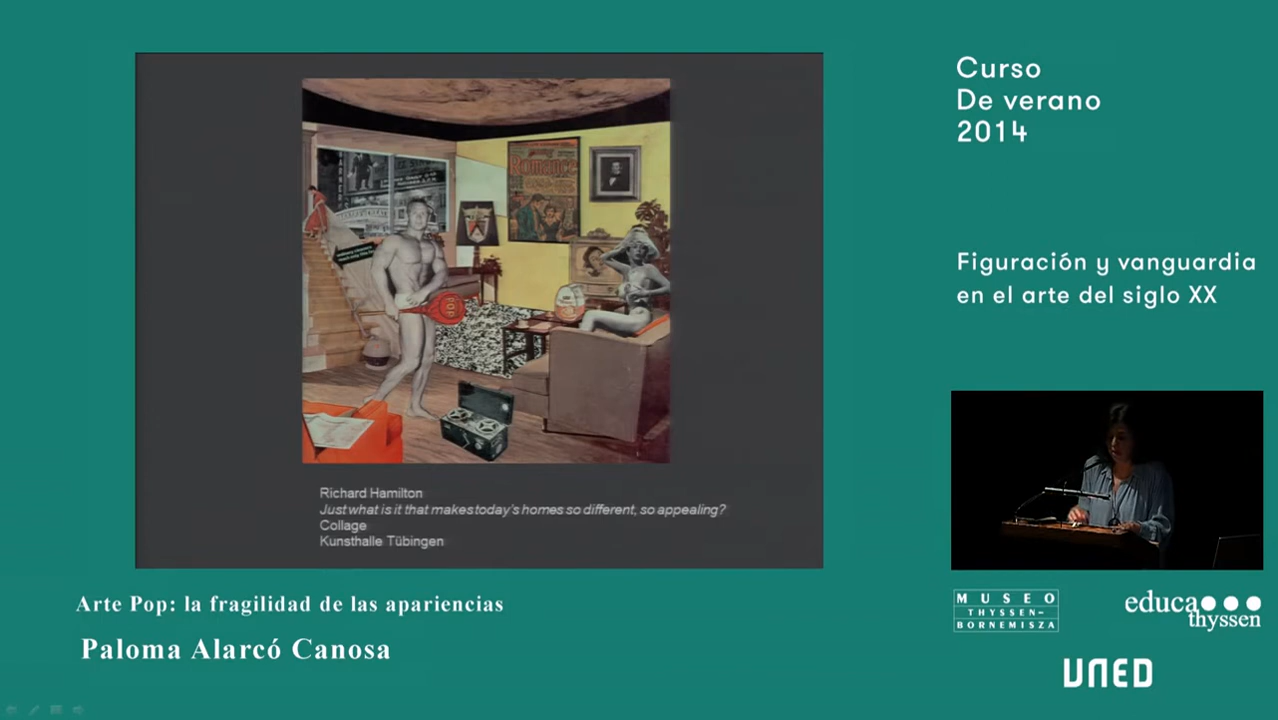 Curso
De verano
2014
Figuración y vanguardia
en el arte del siglo XX
Romance
POP
Richard Hamilton
Just what is it that makes today's homes so different, so appealing?
Collage
Kunsthalle Tübingen
Arte Pop: la fragilidad de las apariencias
Paloma Alarcó Canosa
MUSEO
THYSSEN-
BORNEMISZA
educa
thyssen
UNED